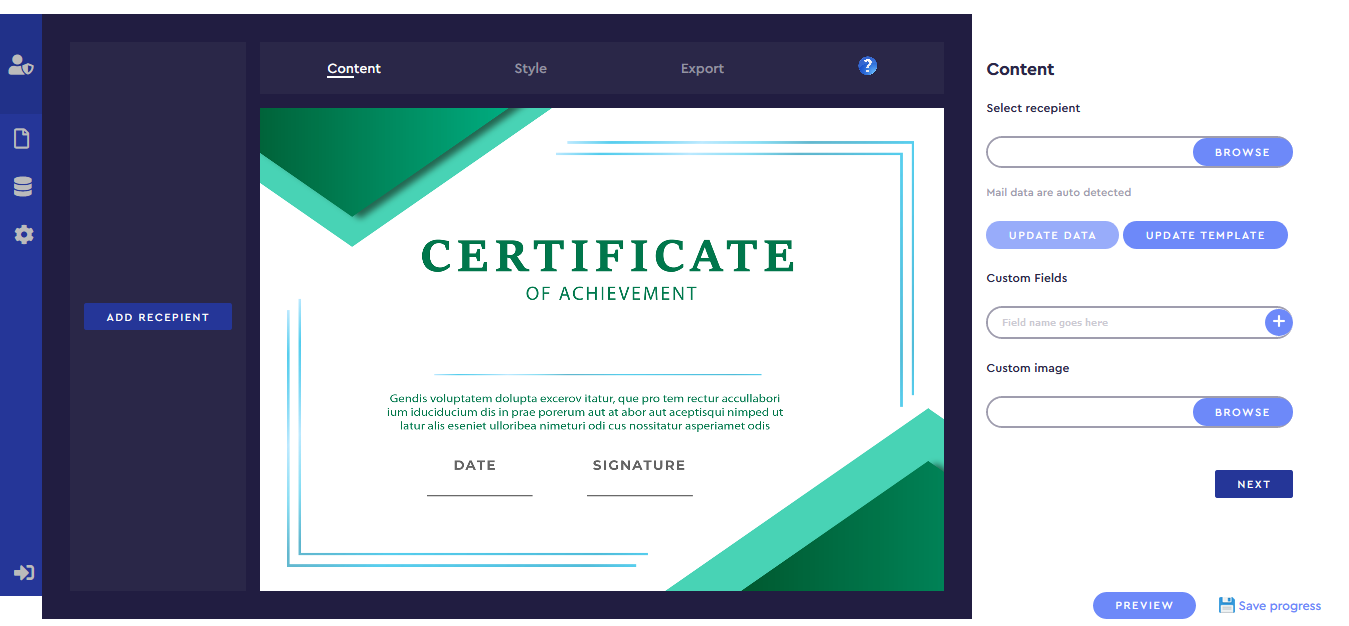 Content
Style
Export
?
ADD RECEPIENT
CERTIFICATE
OF ACHIEVEMENT
Gendis voluptatem dolupta excerov itatur, que pro tem rectur accullabori
ium iduciducium dis in prae porerum aut at abor aut aceptisqui nimped ut
latur alis eseniet ulloribea nimeturi odi cus nossitatur asperiamet odis
DATE
SIGNATURE
Content
Select recepient
BROWSE
Mail data are auto detected
UPDATE DATA
UPDATE TEMPLATE
Custom Fields
Field name goes here
+
Custom image
BROWSE
NEXT
PREVIEW
Save progress